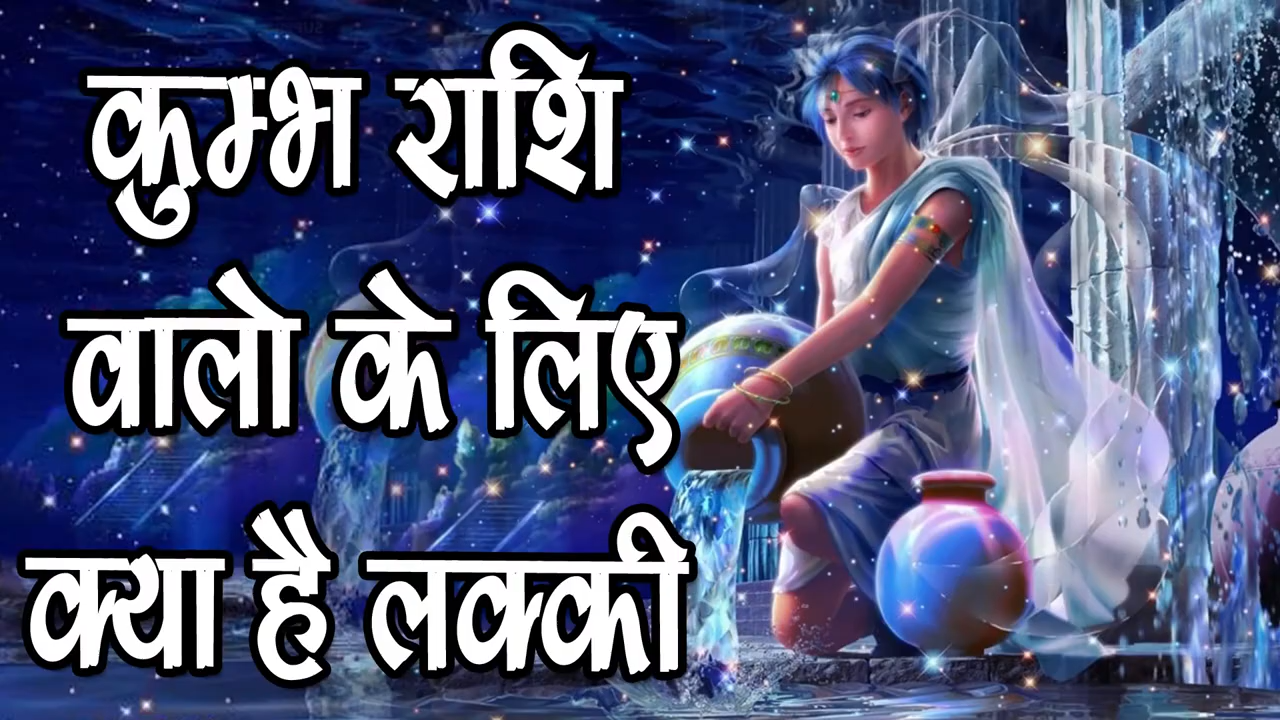 कुम्भ राशि
वालो के लिए
क्या है लक्की